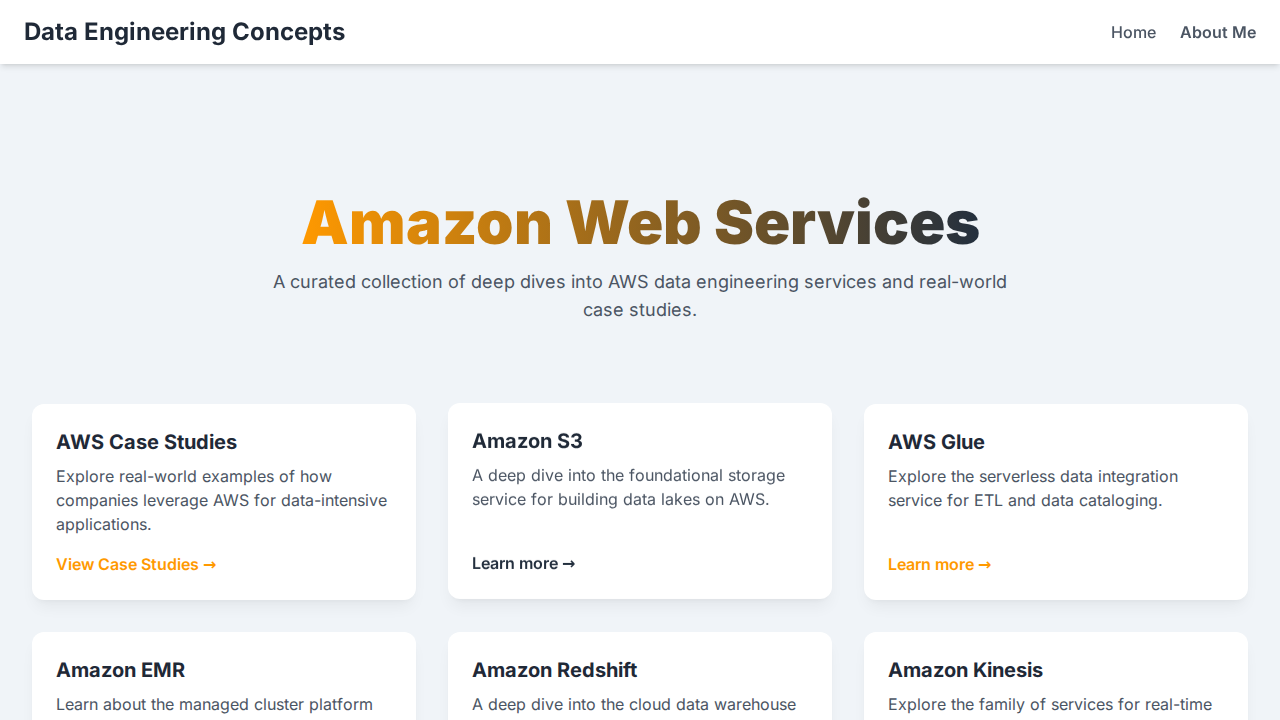 Data Engineering Concepts
Home
About Me
Amazon Web Services
A curated collection of deep dives into AWS data engineering services and real-world
case studies.
AWS Case Studies
Explore real-world examples of how
companies leverage AWS for data-intensive
applications.
View Case Studies →
Amazon S3
A deep dive into the foundational storage
service for building data lakes on AWS.
Learn more →
AWS Glue
Explore the serverless data integration
service for ETL and data cataloging.
Learn more →
Amazon EMR
Learn about the managed cluster platform
Amazon Redshift
A deep dive into the cloud data warehouse
Amazon Kinesis
Explore the family of services for real-time